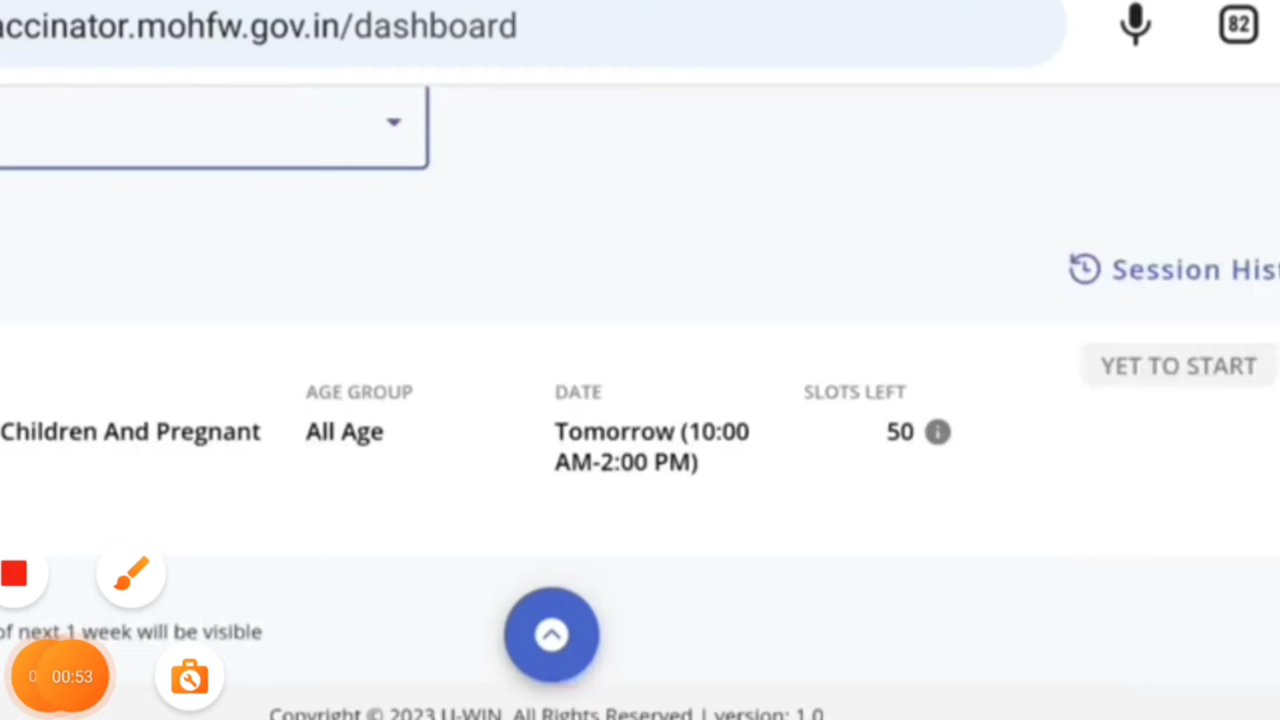 ccinator.mohfw.gov.in/dashboard
82
Session Hist
YET TO START
AGE GROUP
DATE
SLOTS LEFT
Children And Pregnant
All Age
Tomorrow (10:00
AM-2:00 PM)
50
of next 1 week will be visible
0
00:53
Copyright © 2023 U-WIN. All Rights Reserved | version: 1.0